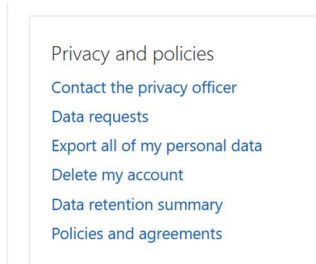 Privacy and policies
Contact the privacy officer
Data requests
Export all of my personal data
Delete my account
Data retention summary
Policies and agreements